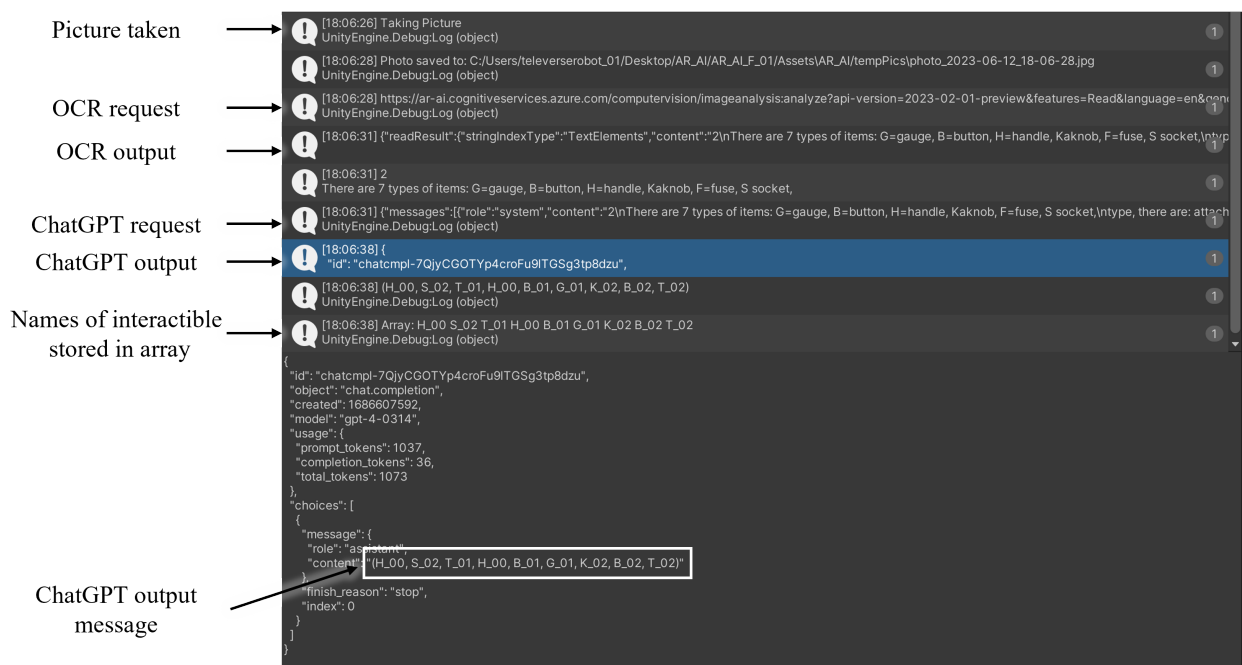 Picture taken
[18:06:26] Taking Picture
UnityEngine.Debug:Log (object)
1
[18:06:28] Photo saved to: C:/Users/televerserobot_01/Desktop/AR_AI/AR_AI_F_01/Assets\AR_AI/tempPics\photo_2023-06-12_18-06-28.jpg
UnityEngine.Debug:Log (object)
1
OCR request
[18:06:28] https://ar-ai.cognitiveservices.azure.com/computervision/imageanalysis:analyze?api-version=2023-02-01-preview&features=Read&language=en&gend
UnityEngine.Debug:Log (object)
1
OCR output
[18:06:31] {"readResult":{"stringIndexType":"TextElements","content":"2\nThere are 7 types of items: G=gauge, B=button, H=handle, Kaknob, F=fuse, S socket,\ntyp
1
[18:06:31] 2
There are 7 types of items: G=gauge, B=button, H=handle, Kaknob, F=fuse, S socket,
1
ChatGPT request
[18:06:31] {"messages":[{"role":"system","content":"2\nThere are 7 types of items: G=gauge, B=button, H=handle, Kaknob, F=fuse, S socket,\ntype, there are: attach
UnityEngine.Debug:Log (object)
1
ChatGPT output
[18:06:38] {
"id": "chatcmpl-7QjyCGOTYp4croFu9lTGSg3tp8dzu",
1
[18:06:38] (H_00, S_02, T_01, H_00, B_01, G_01, K_02, B_02, T_02)
UnityEngine.Debug:Log (object)
1
Names of interactible
stored in array
[18:06:38] Array: H_00 S_02 T_01 H_00 B_01 G_01 K_02 B_02 T_02
UnityEngine.Debug:Log (object)
1
{
"id": "chatcmpl-7QjyCGOTYp4croFu9lTGSg3tp8dzu",
"object": "chat.completion",
"created": 1686607592,
"model": "gpt-4-0314",
"usage": {
"prompt_tokens": 1037,
"completion_tokens": 36,
"total_tokens": 1073
},
"choices": [
{
"message": {
"role": "assistant",
"content": "(H_00, S_02, T_01, H_00, B_01, G_01, K_02, B_02, T_02)"
},
"finish_reason": "stop",
"index": 0
}
]
}
ChatGPT output
message